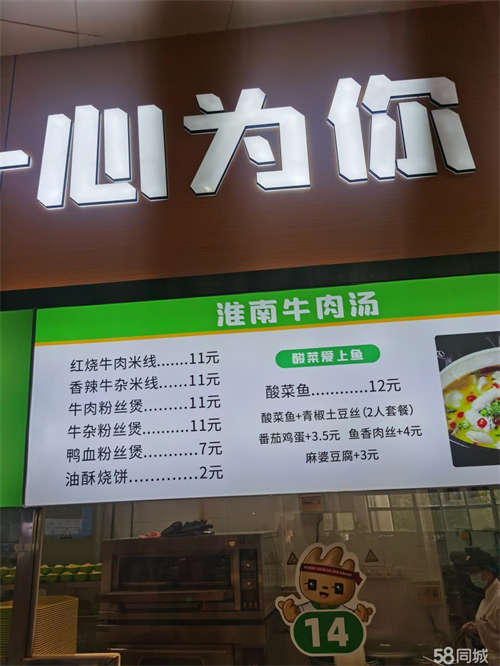 一心为你
淮南牛肉汤
红烧牛肉米线.......11元
香辣牛杂米线.......11元
牛肉粉丝煲............11元
牛杂粉丝煲............11元
鸭血粉丝煲..............7元
油酥烧饼.................2元
酸菜爱上鱼
酸菜鱼............12元
酸菜鱼+青椒土豆丝(2人套餐)
番茄鸡蛋+3.5元 鱼香肉丝+4元
麻婆豆腐+3元
14
58同城